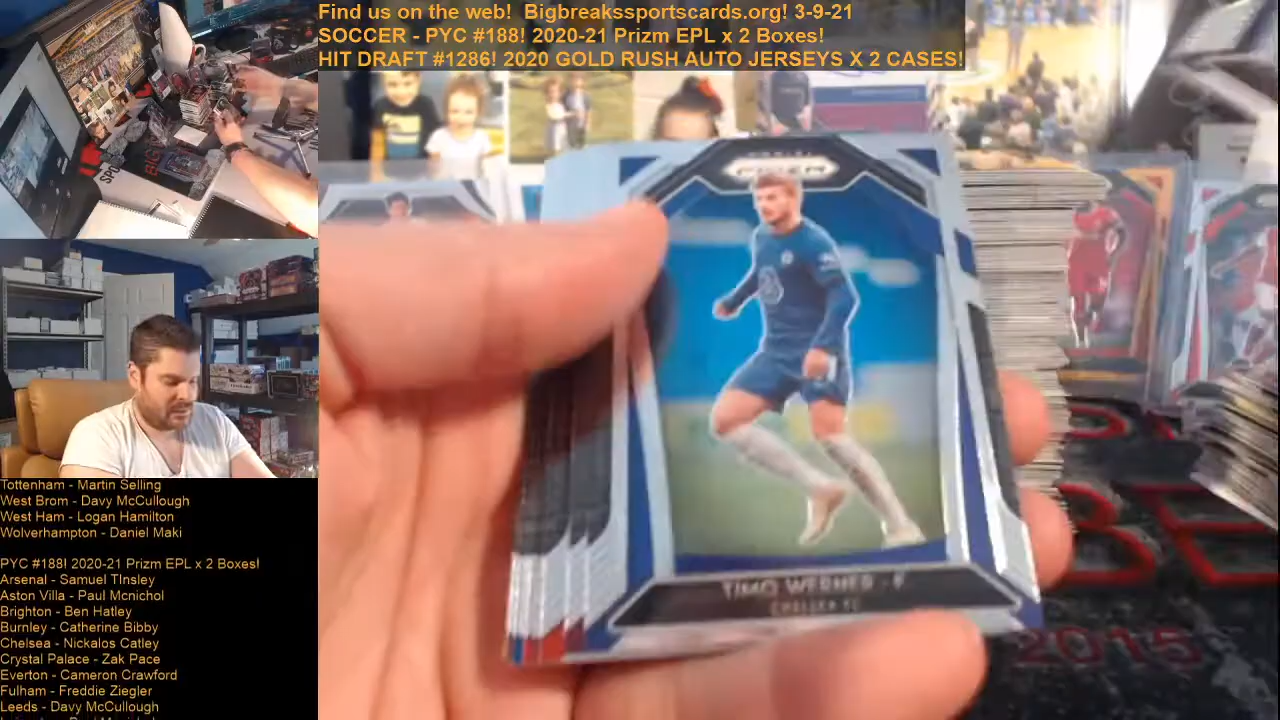 Find us on the web! Bigbreakssportscards.org! 3-9-21
SOCCER - PYC #188! 2020-21 Prizm EPL x 2 Boxes!
HIT DRAFT #1286! 2020 GOLD RUSH AUTO JERSEYS X 2 CASES!
PRIZM
TIMO WERNER - F
CHELSEA FC
2015
Tottenham - Martin Selling
West Brom - Davy McCullough
West Ham - Logan Hamilton
Wolverhampton - Daniel Maki
PYC #188! 2020-21 Prizm EPL x 2 Boxes!
Arsenal - Samuel TInsley
Aston Villa - Paul Mcnichol
Brighton - Ben Hatley
Burnley - Catherine Bibby
Chelsea - Nickalos Catley
Crystal Palace - Zak Pace
Everton - Cameron Crawford
Fulham - Freddie Ziegler
Leeds - Davy McCullough